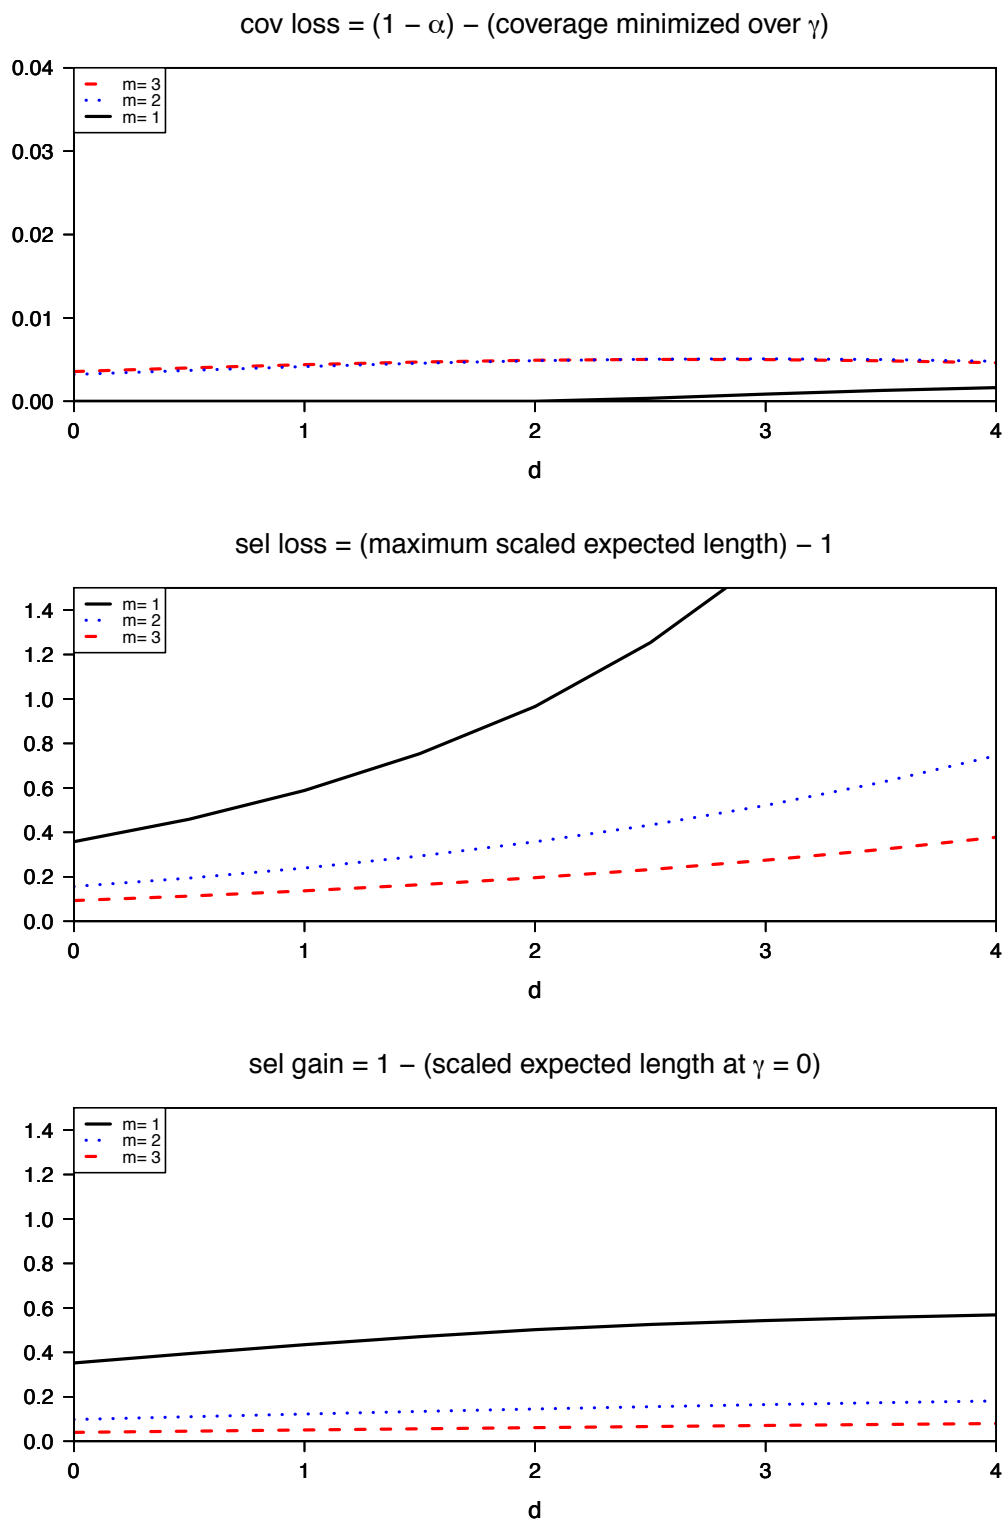 cov loss = (1 − α) − (coverage minimized over γ)
0.04
0.03
0.02
0.01
0.00
m= 3
m= 2
m= 1
0 1 2 3 4
d
sel loss = (maximum scaled expected length) − 1
1.4
1.2
1.0
0.8
0.6
0.4
0.2
0.0
m= 1
m= 2
m= 3
0 1 2 3 4
d
sel gain = 1 − (scaled expected length at γ = 0)
1.4
1.2
1.0
0.8
0.6
0.4
0.2
0.0
m= 1
m= 2
m= 3
0 1 2 3 4
d